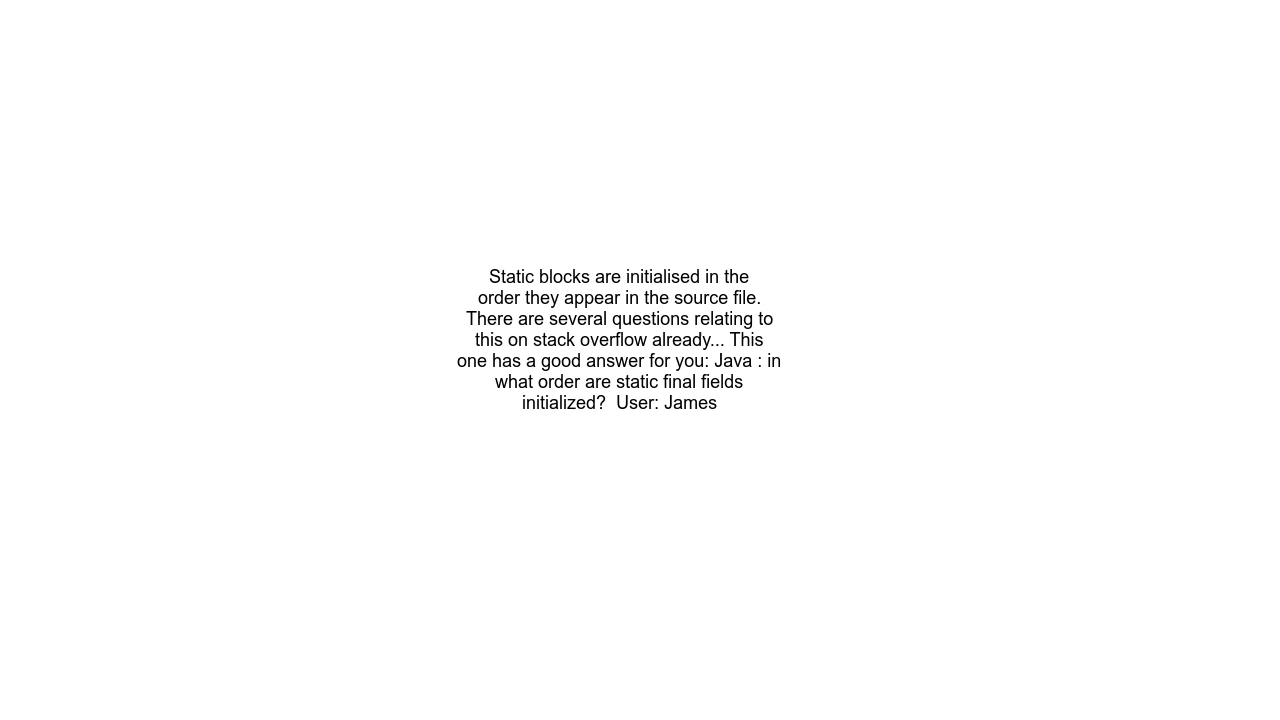 Static blocks are initialised in the
order they appear in the source file.
There are several questions relating to
this on stack overflow already... This
one has a good answer for you: Java : in
what order are static final fields
initialized?  User: James